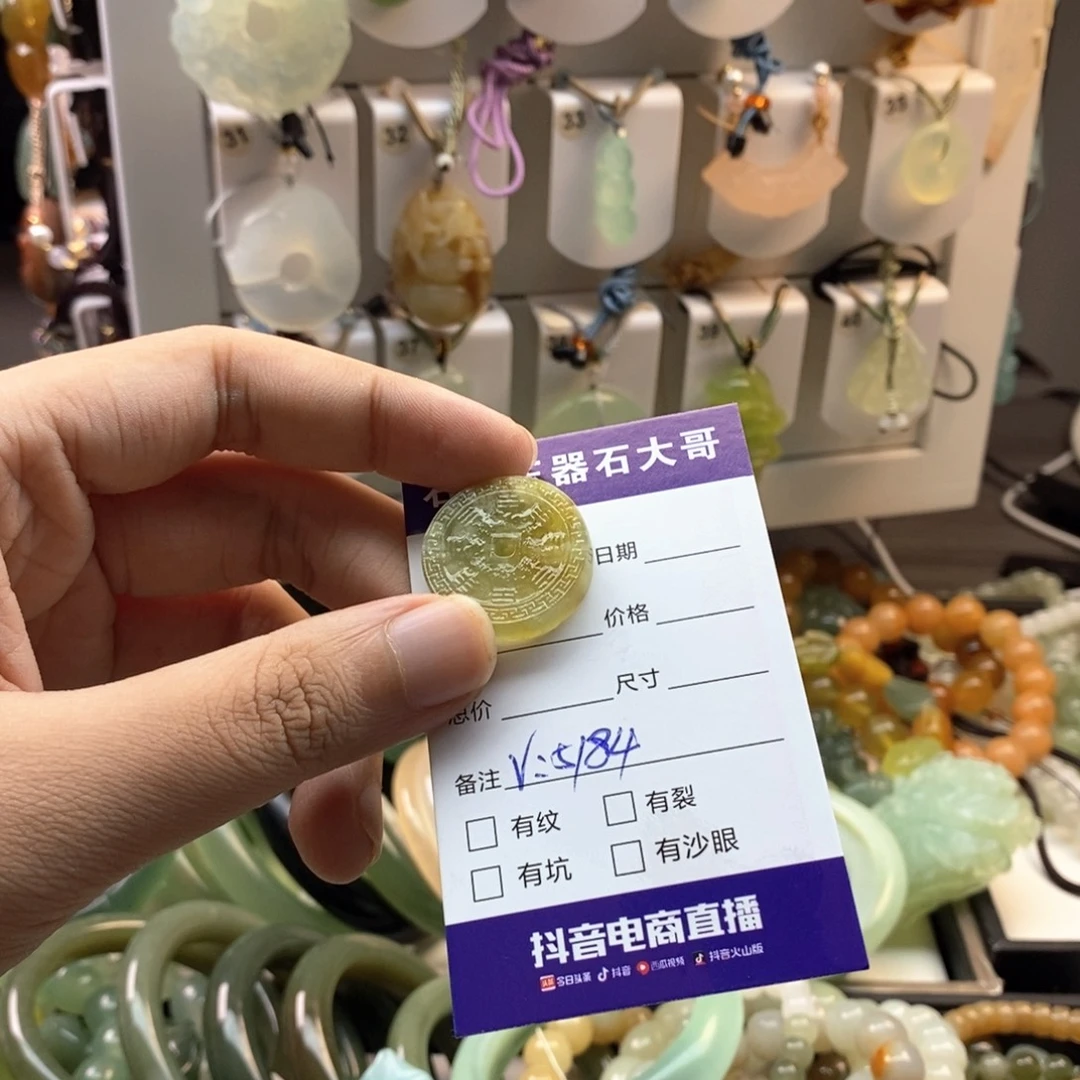 31
32
33
35
37
38
石大哥
日期
价格
尺寸
总价
备注 V:5184
有纹
有裂
有坑
有沙眼
抖音电商直播
今日头条 抖音 西瓜视频 抖音火山版